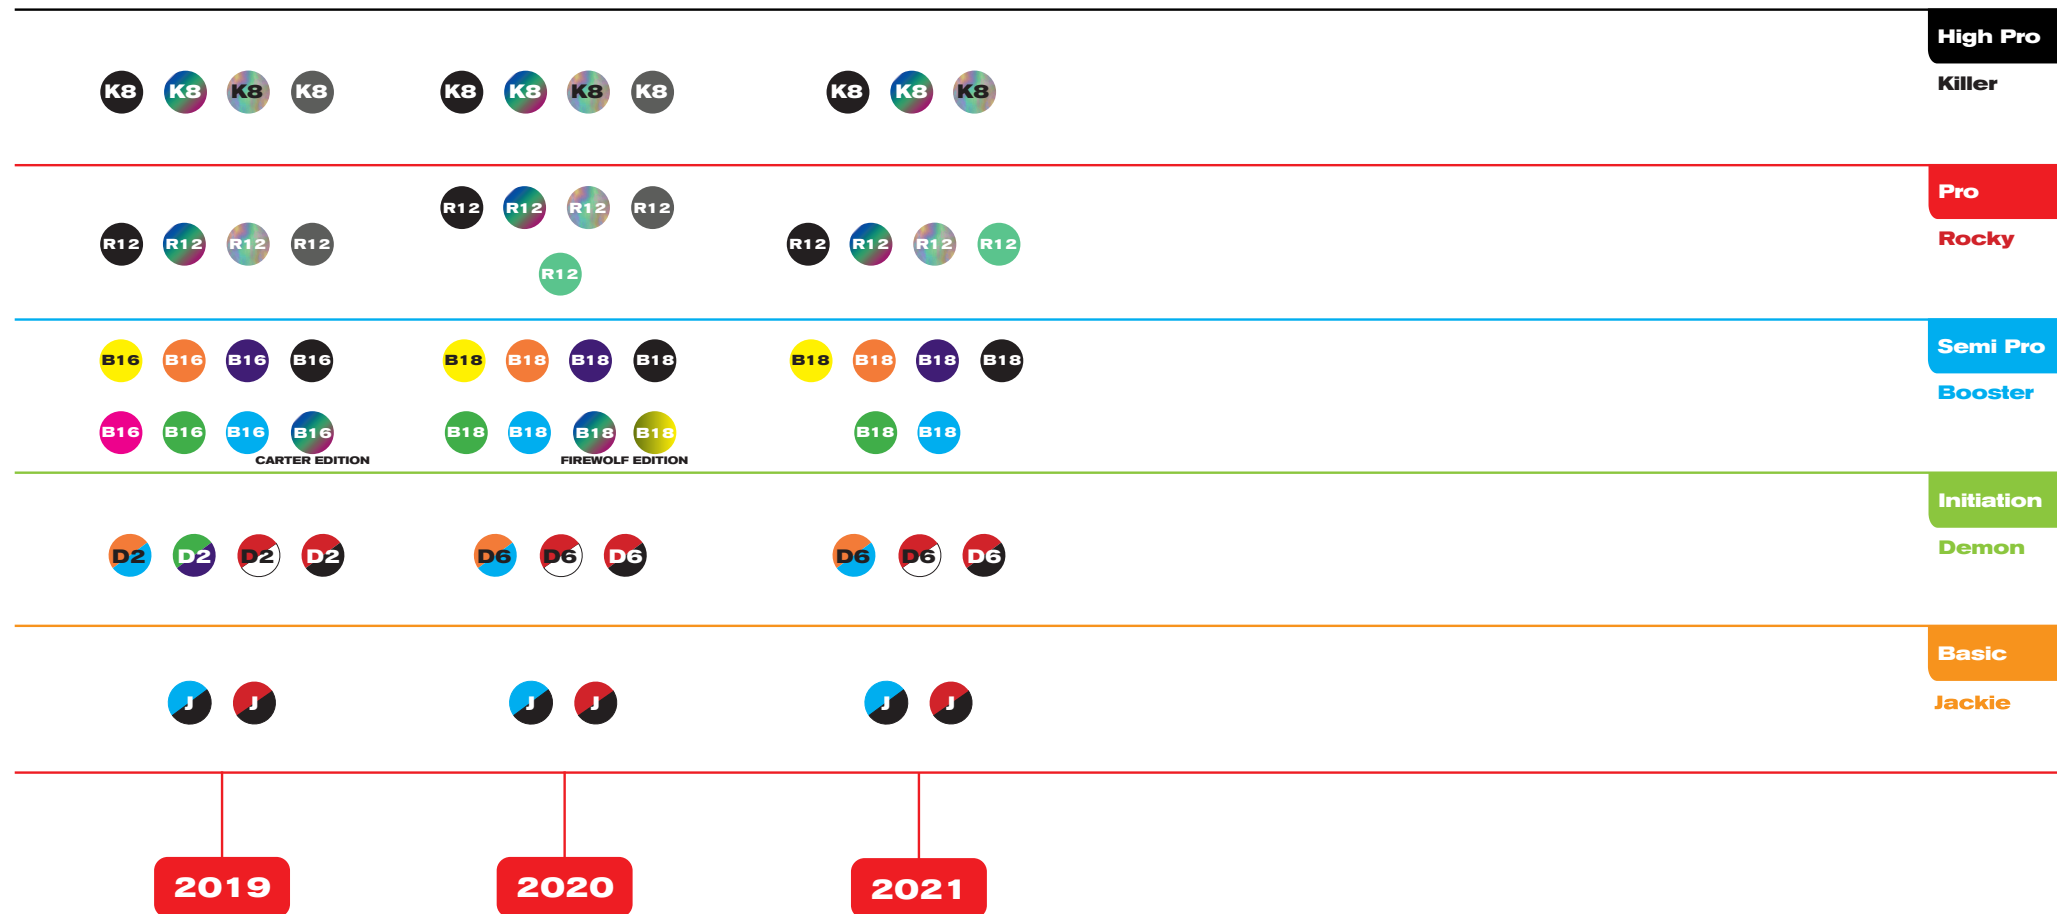 High Pro
K8 K8 K8 K8 K8 K8 K8 K8 K8 K8 K8
Killer
Pro
R12 R12 R12 R12
R12 R12 R12 R12 R12 R12 R12 R12
Rocky
R12
B16 B16 B16 B16 B18 B18 B18 B18 B18 B18 B18 B18
Semi Pro
Booster
B16 B16 B16 B16 B18 B18 B18 B18 B18 B18
CARTER EDITION FIREWOLF EDITION
Initiation
D2 D2 D2 D2 D6 D6 D6 D6 D6 D6
Demon
Basic
J J J J J J
Jackie
2019 2020 2021